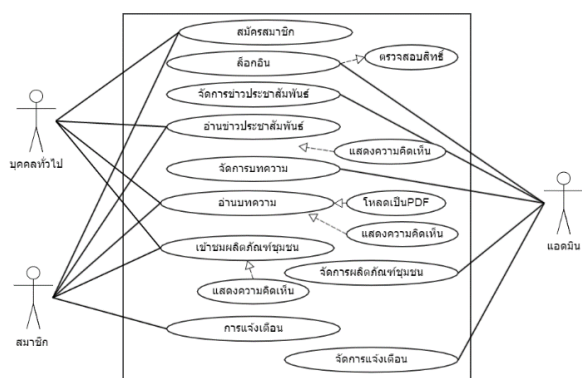 สมัครสมาชิก
ล็อกอิน
ตรวจสอบสิทธิ์
จัดการข่าวประชาสัมพันธ์
อ่านข่าวประชาสัมพันธ์
แสดงความคิดเห็น
บุคคลทั่วไป
จัดการบทความ
อ่านบทความ
โหลดเป็นPDF
แสดงความคิดเห็น
แอดมิน
เข้าชมผลิตภัณฑ์ชุมชน
จัดการผลิตภัณฑ์ชุมชน
แสดงความคิดเห็น
สมาชิก
การแจ้งเตือน
จัดการแจ้งเตือน